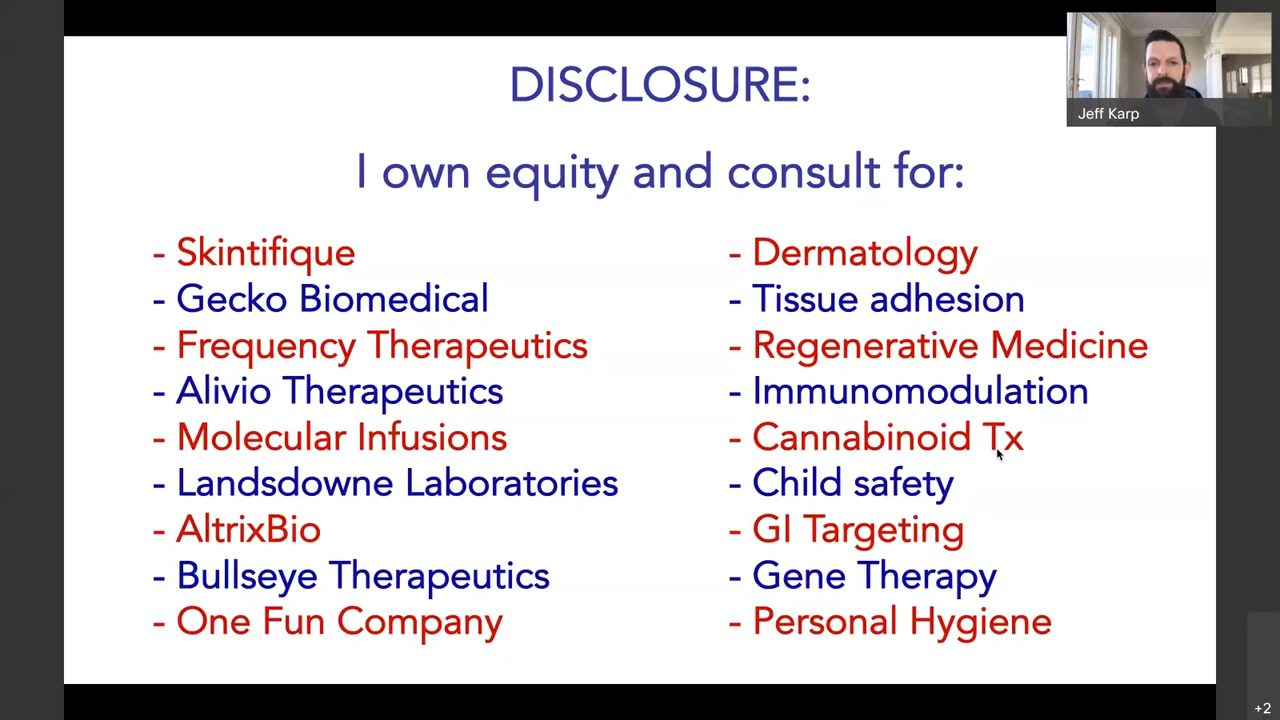 DISCLOSURE:
Jeff Karp
I own equity and consult for:
- Skintifique
- Dermatology
- Gecko Biomedical
- Tissue adhesion
- Frequency Therapeutics
- Regenerative Medicine
- Alivio Therapeutics
- Immunomodulation
- Molecular Infusions
- Cannabinoid Tx
- Landsdowne Laboratories
- Child safety
- AltrixBio
- GI Targeting
- Bullseye Therapeutics
- Gene Therapy
- One Fun Company
- Personal Hygiene
+2